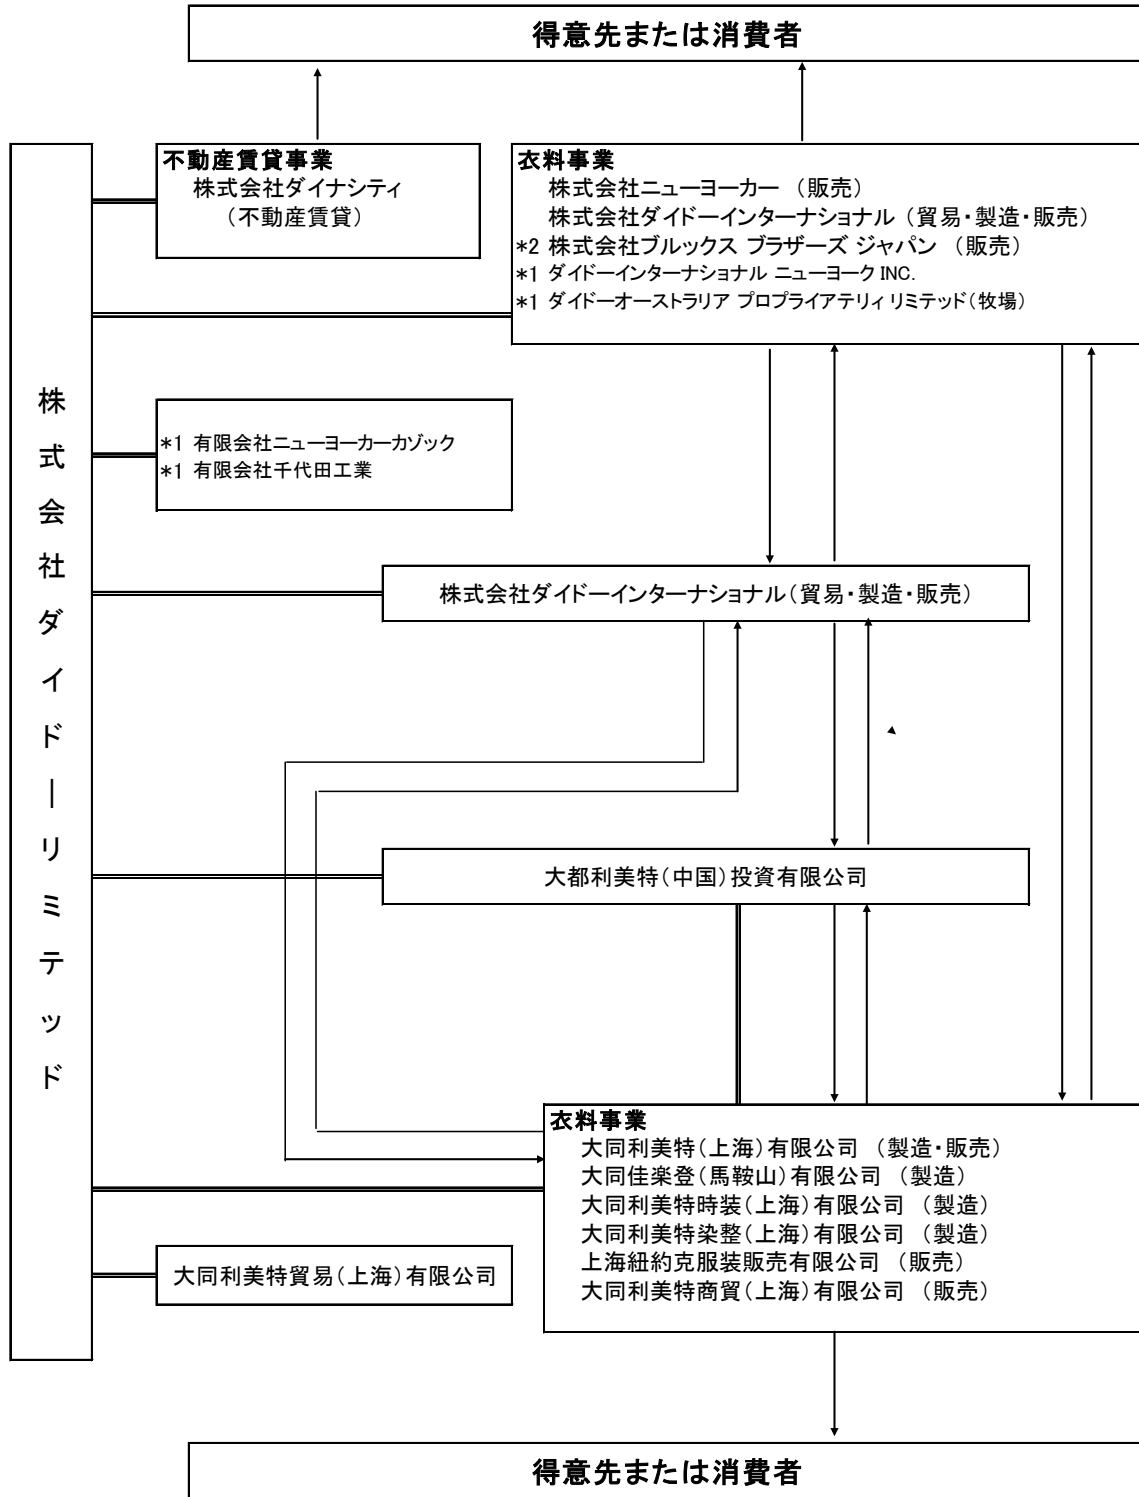 得意先または消費者
不動産賃貸事業
株式会社ダイナシティ
（不動産賃貸）
衣料事業
株式会社ニューヨーカー （販売）
株式会社ダイドーインターナショナル （貿易・製造・販売）
*2 株式会社ブルックス ブラザーズ ジャパン （販売）
*1 ダイドーインターナショナル ニューヨーク INC.
*1 ダイドーオーストラリア プロプライアテリィ リミテッド（牧場）
株式会社ダイドーリミテッド
*1 有限会社ニューヨーカーカゾック
*1 有限会社千代田工業
株式会社ダイドーインターナショナル（貿易・製造・販売）
大都利美特（中国）投資有限公司
衣料事業
大同利美特（上海）有限公司 （製造・販売）
大同佳楽登（馬鞍山）有限公司 （製造）
大同利美特時装（上海）有限公司 （製造）
大同利美特染整（上海）有限公司 （製造）
上海紐約克服装販売有限公司 （販売）
大同利美特商貿（上海）有限公司 （販売）
大同利美特貿易（上海）有限公司
得意先または消費者